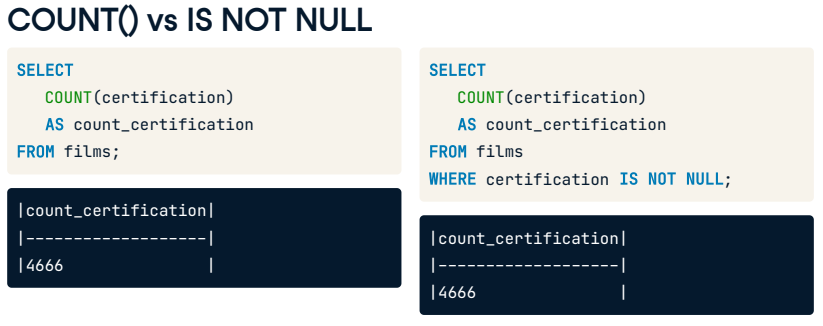 COUNT() vs IS NOT NULL
SELECT
COUNT(certification)
AS count_certification
FROM films;
|count_certification|
|-------------------|
|4666               |
SELECT
COUNT(certification)
AS count_certification
FROM films
WHERE certification IS NOT NULL;
|count_certification|
|-------------------|
|4666               |